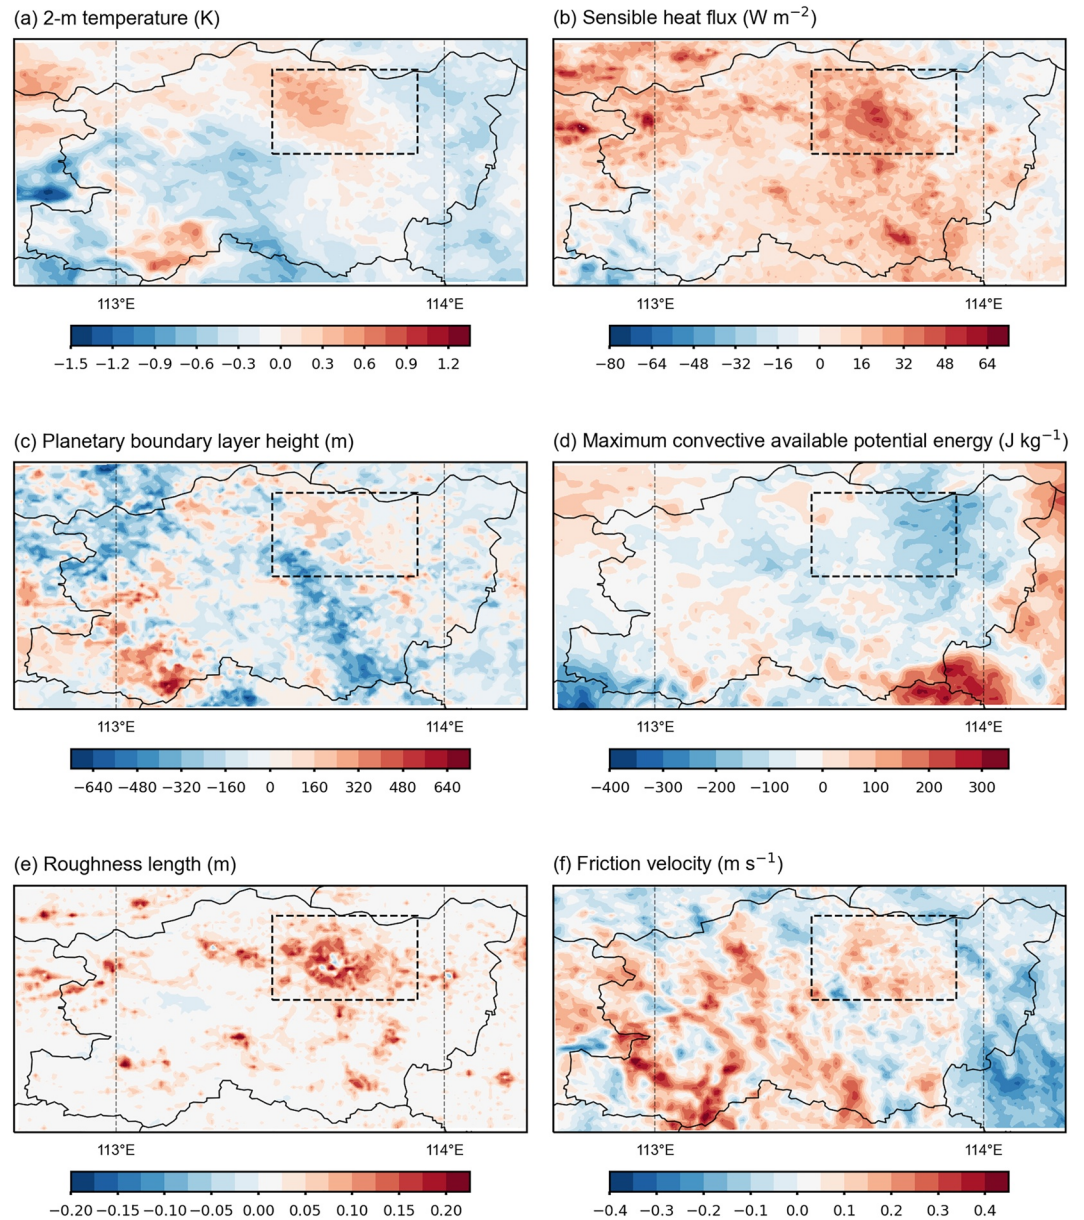 (a) 2-m temperature (K)
(b) Sensible heat flux (W m⁻²)
113°E 114°E
113°E 114°E
−1.5 −1.2 −0.9 −0.6 −0.3 0.0 0.3 0.6 0.9 1.2
−80 −64 −48 −32 −16 0 16 32 48 64
(c) Planetary boundary layer height (m)
(d) Maximum convective available potential energy (J kg⁻¹)
113°E 114°E
113°E 114°E
−640 −480 −320 −160 0 160 320 480 640
−400 −300 −200 −100 0 100 200 300
(e) Roughness length (m)
(f) Friction velocity (m s⁻¹)
113°E 114°E
113°E 114°E
−0.20 −0.15 −0.10 −0.05 0.00 0.05 0.10 0.15 0.20
−0.4 −0.3 −0.2 −0.1 0.0 0.1 0.2 0.3 0.4